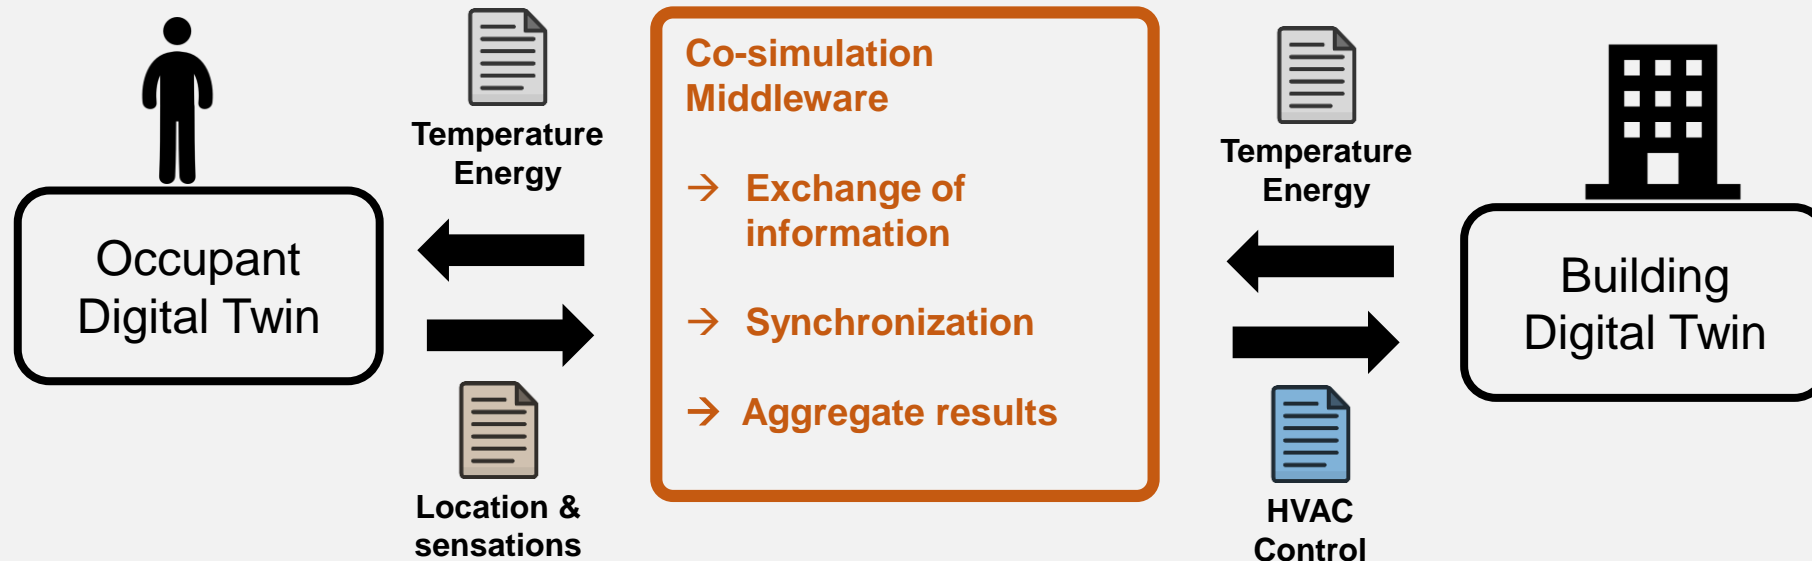 Occupant
Digital Twin
Temperature
Energy
Location &
sensations
Co-simulation
Middleware
→ Exchange of
information
→ Synchronization
→ Aggregate results
Temperature
Energy
HVAC
Control
Building
Digital Twin